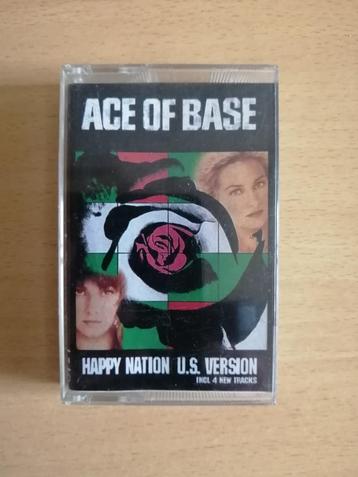 ACE OF BASE
HAPPY NATION U.S. VERSION
INCL 4 NEW TRACKS